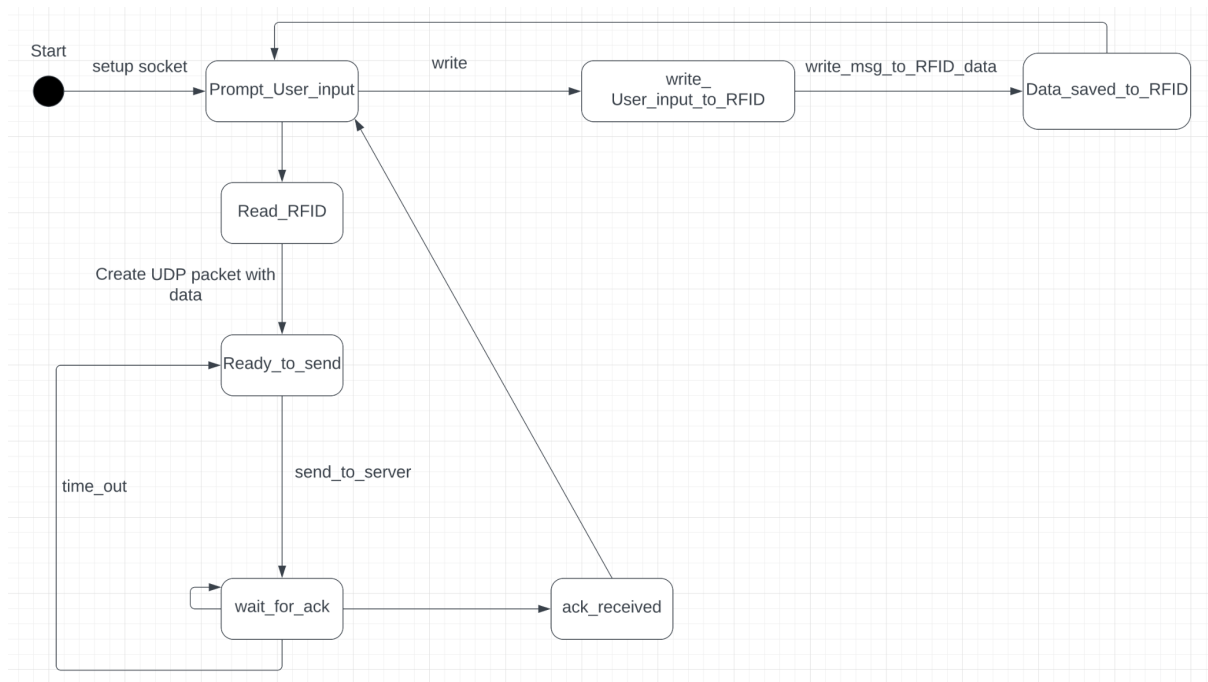 Start
setup socket
Prompt_User_input
write
write_
User_input_to_RFID
write_msg_to_RFID_data
Data_saved_to_RFID
Read_RFID
Create UDP packet with
data
Ready_to_send
send_to_server
time_out
wait_for_ack
ack_received